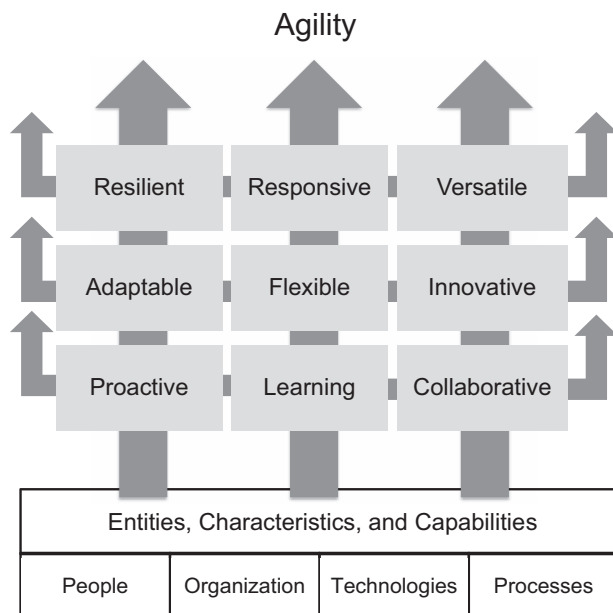 Agility
Resilient Responsive Versatile
Adaptable Flexible Innovative
Proactive Learning Collaborative
Entities, Characteristics, and Capabilities
People Organization Technologies Processes